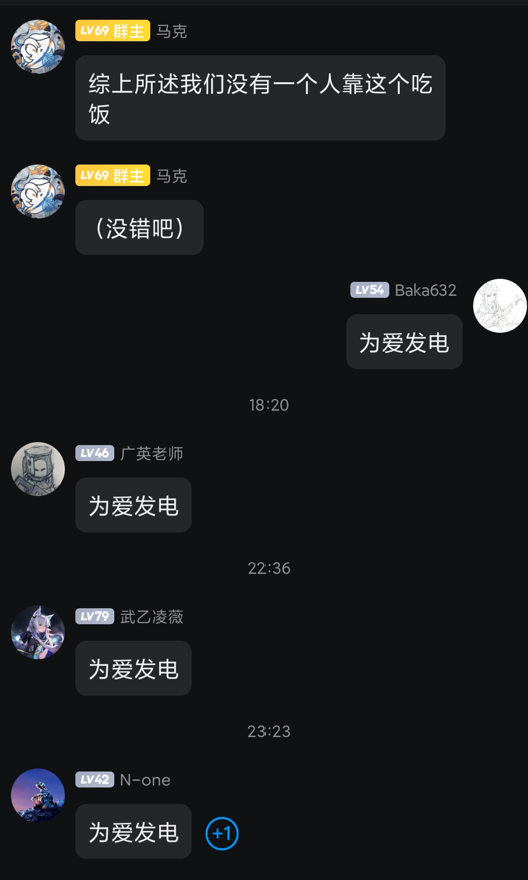 LV69 群主 马克
综上所述我们没有一个人靠这个吃
饭
LV69 群主 马克
（没错吧）
LV54 Baka632
为爱发电
18:20
LV46 广英老师
为爱发电
22:36
LV79 武乙凌薇
为爱发电
23:23
LV42 N-one
为爱发电
+1